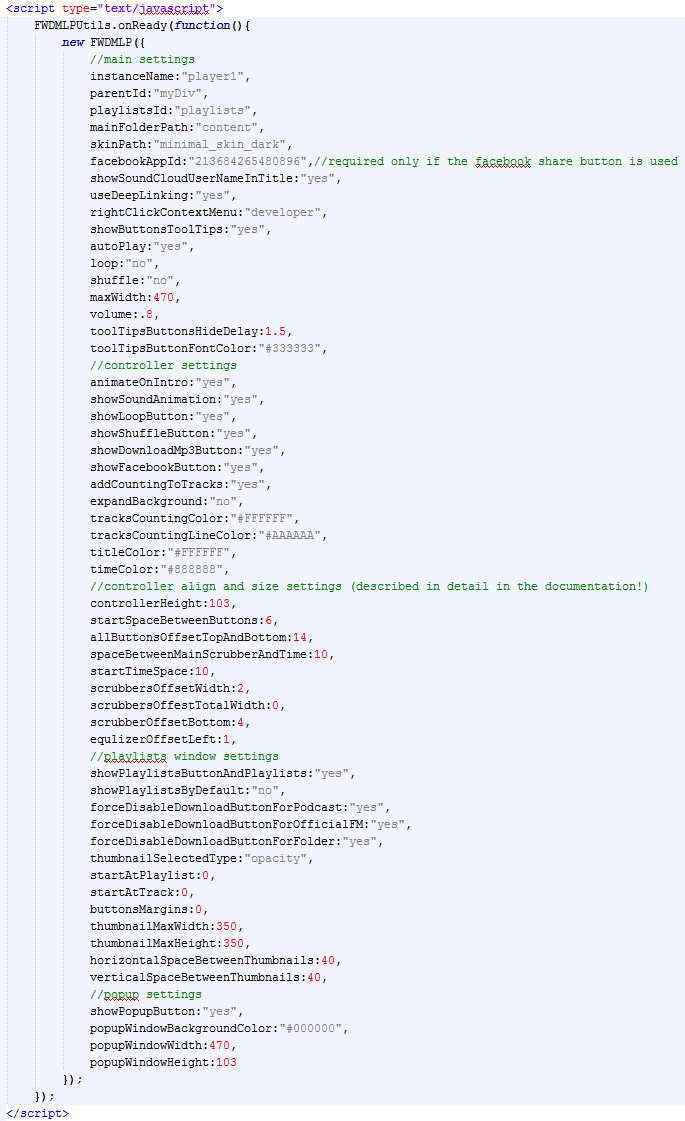 <script type="text/javascript">
FWDMLPUtils.onReady(function(){
new FWDMLP({
//main settings
instanceName:"player1",
parentId:"myDiv",
playlistsId:"playlists",
mainFolderPath:"content",
skinPath:"minimal_skin_dark",
facebookAppId:"213684265480896",//required only if the facebook share button is used
showSoundCloudUserNameInTitle:"yes",
useDeepLinking:"yes",
rightClickContextMenu:"developer",
showButtonsToolTips:"yes",
autoPlay:"yes",
loop:"no",
shuffle:"no",
maxWidth:470,
volume:.8,
toolTipsButtonsHideDelay:1.5,
toolTipsButtonFontColor:"#333333",
//controller settings
animateOnIntro:"yes",
showSoundAnimation:"yes",
showLoopButton:"yes",
showShuffleButton:"yes",
showDownloadMp3Button:"yes",
showFacebookButton:"yes",
addCountingToTracks:"yes",
expandBackground:"no",
tracksCountingColor:"#FFFFFF",
tracksCountingLineColor:"#AAAAAA",
titleColor:"#FFFFFF",
timeColor:"#888888",
//controller align and size settings (described in detail in the documentation!)
controllerHeight:103,
startSpaceBetweenButtons:6,
allButtonsOffsetTopAndBottom:14,
spaceBetweenMainScrubberAndTime:10,
startTimeSpace:10,
scrubbersOffsetWidth:2,
scrubbersOffestTotalWidth:0,
scrubberOffsetBottom:4,
equlizerOffsetLeft:1,
//playlists window settings
showPlaylistsButtonAndPlaylists:"yes",
showPlaylistsByDefault:"no",
forceDisableDownloadButtonForPodcast:"yes",
forceDisableDownloadButtonForOfficialFM:"yes",
forceDisableDownloadButtonForFolder:"yes",
thumbnailSelectedType:"opacity",
startAtPlaylist:0,
startAtTrack:0,
buttonsMargins:0,
thumbnailMaxWidth:350,
thumbnailMaxHeight:350,
horizontalSpaceBetweenThumbnails:40,
verticalSpaceBetweenThumbnails:40,
//popup settings
showPopupButton:"yes",
popupWindowBackgroundColor:"#000000",
popupWindowWidth:470,
popupWindowHeight:103
});
});
</script>